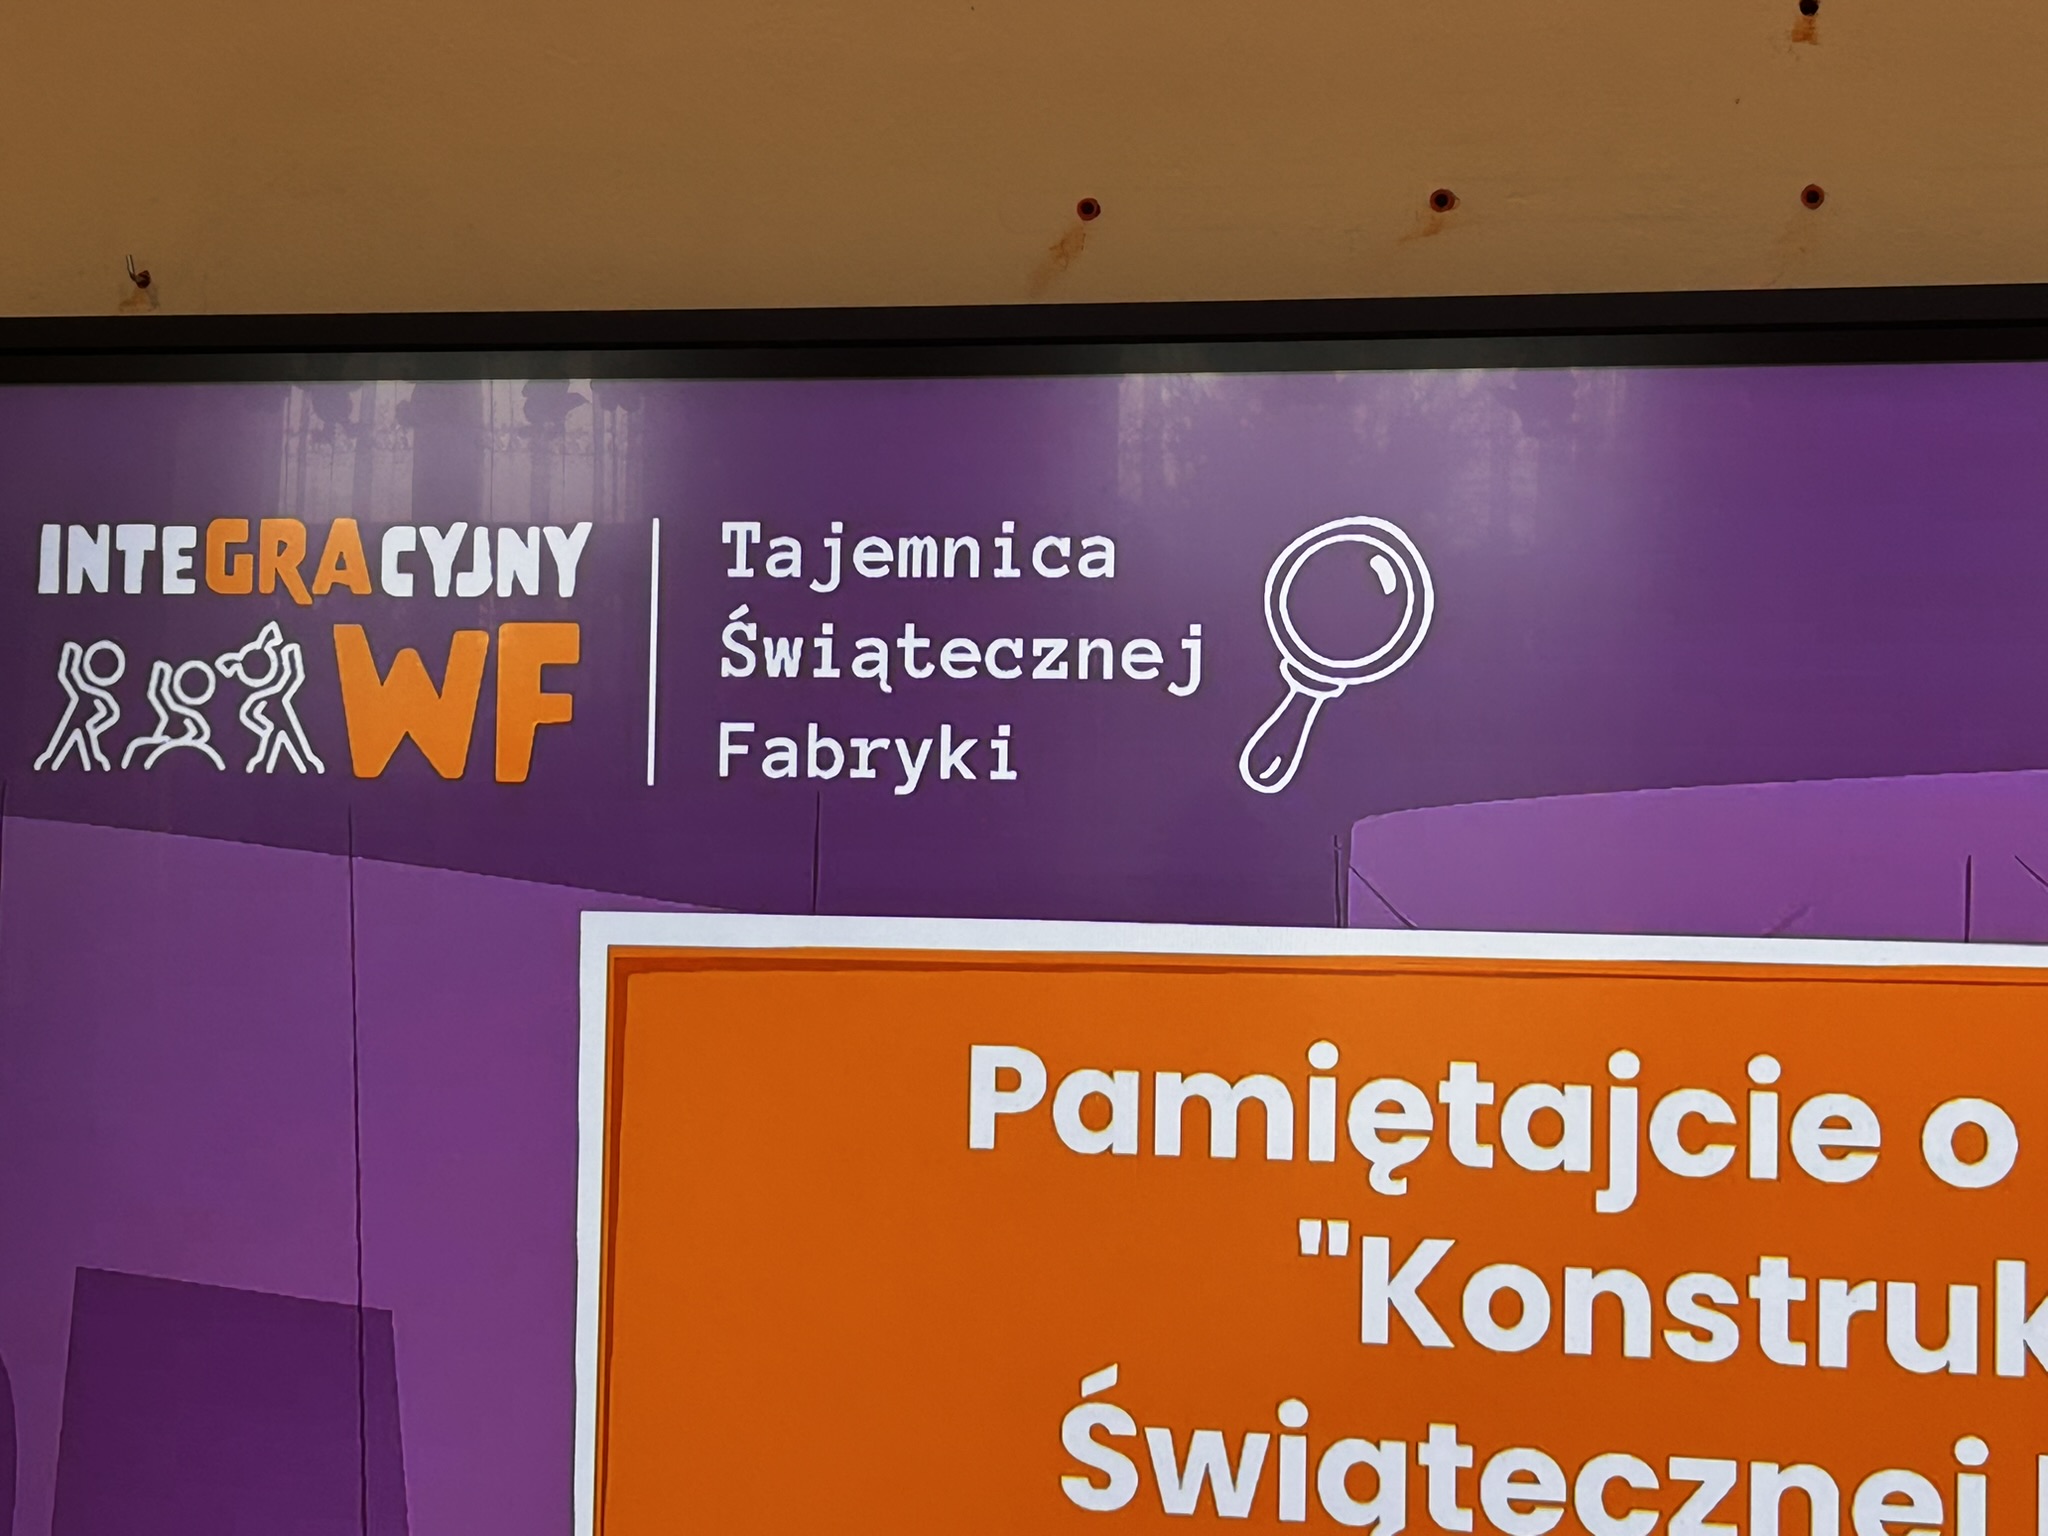 INTEGRACYJNY
WF
Tajemnica
Świątecznej
Fabryki
Pamiętajcie o
"Konstruk
Świątecznej